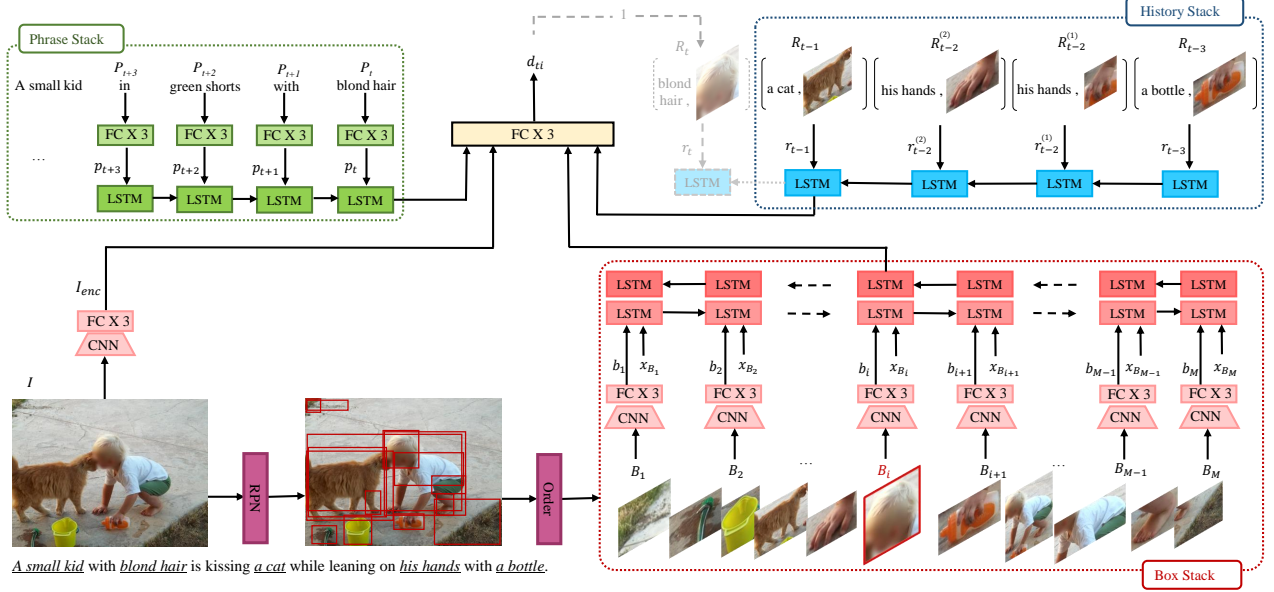 Phrase Stack
A small kid
P_{t+3} in
P_{t+2} green shorts
P_{t+1} with
P_t blond hair
FC X 3 FC X 3 FC X 3 FC X 3
...
p_{t+3} p_{t+2} p_{t+1} p_t
LSTM LSTM LSTM LSTM
d_{ti}
FC X 3
1
R_t
blond
hair ,
r_t
LSTM
History Stack
R_{t-1} R_{t-2}^{(2)} R_{t-2}^{(1)} R_{t-3}
a cat , his hands , his hands , a bottle ,
r_{t-1} r_{t-2}^{(2)} r_{t-2}^{(1)} r_{t-3}
LSTM LSTM LSTM LSTM
I_{enc}
FC X 3
CNN
I
RPN
Order
LSTM LSTM LSTM LSTM LSTM LSTM
LSTM LSTM LSTM LSTM LSTM LSTM
b_1 x_{B_1} b_2 x_{B_2} b_i x_{B_i} b_{i+1} x_{B_{i+1}} b_{M-1} x_{B_{M-1}} b_M x_{B_M}
FC X 3 FC X 3 FC X 3 FC X 3 FC X 3 FC X 3
CNN CNN CNN CNN CNN CNN
B_1 B_2 ... B_i B_{i+1} ... B_{M-1} B_M
Box Stack
A small kid with blond hair is kissing a cat while leaning on his hands with a bottle.